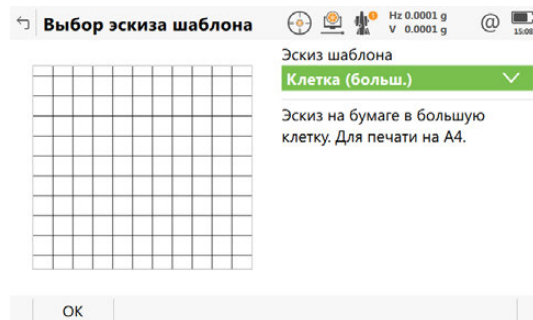 Выбор эскиза шаблона
Hz 0.0001 g
V 0.0001 g
@
15:08
Эскиз шаблона
Клетка (больш.)
Эскиз на бумаге в большую
клетку. Для печати на A4.
OK